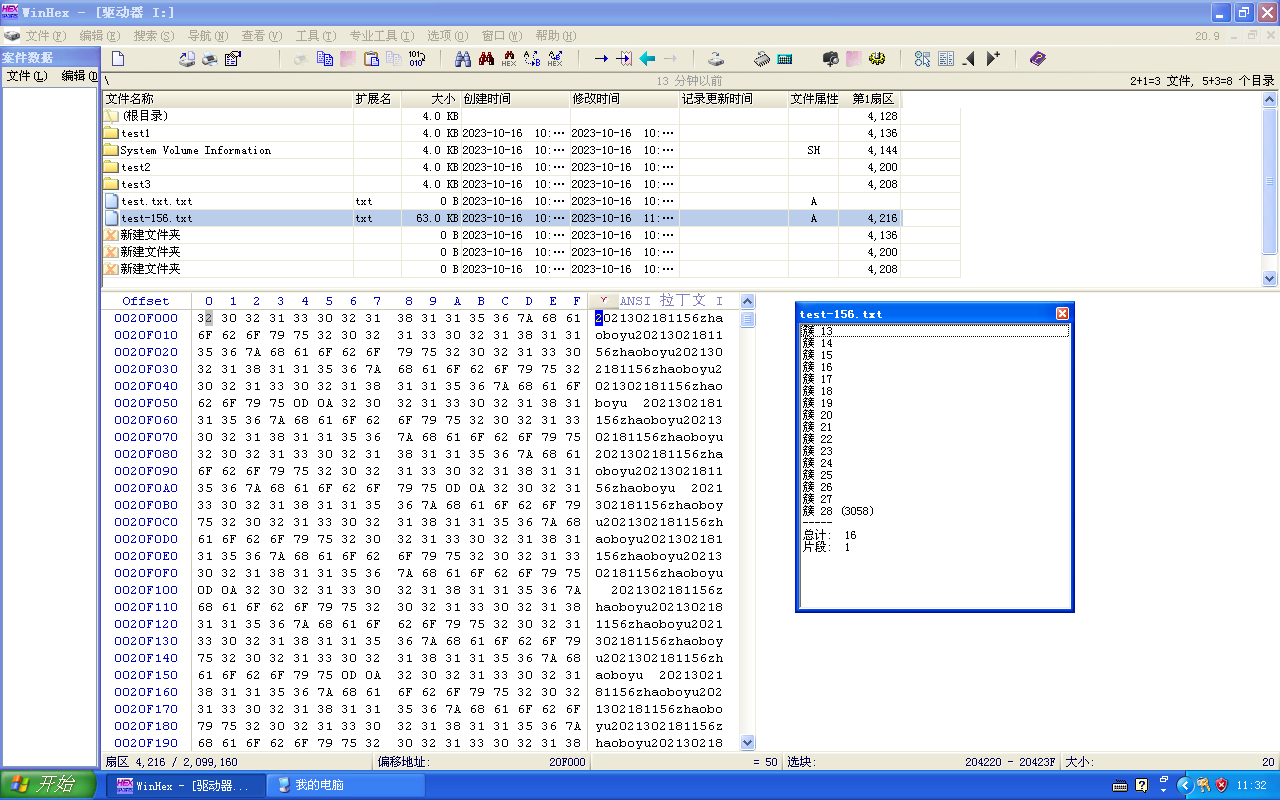 WinHex - [驱动器 I:]
文件(F) 编辑(E) 搜索(S) 导航(N) 查看(V) 工具(T) 专业工具(I) 选项(O) 窗口(W) 帮助(H) 20.9
案件数据
文件(L) 编辑(D
\ 13 分钟以前 2+1=3 文件, 5+3=8 个目录
文件名称 扩展名 大小 创建时间 修改时间 记录更新时间 文件属性 第1扇区
(根目录) 4.0 KB 4,128
test1 4.0 KB 2023-10-16 10:... 2023-10-16 10:... 4,136
System Volume Information 4.0 KB 2023-10-16 10:... 2023-10-16 10:... SH 4,144
test2 4.0 KB 2023-10-16 10:... 2023-10-16 10:... 4,200
test3 4.0 KB 2023-10-16 10:... 2023-10-16 10:... 4,208
test.txt.txt txt 0 B 2023-10-16 10:... 2023-10-16 10:... A
test-156.txt txt 63.0 KB 2023-10-16 10:... 2023-10-16 11:... A 4,216
新建文件夹 0 B 2023-10-16 10:... 2023-10-16 10:... 4,136
新建文件夹 0 B 2023-10-16 10:... 2023-10-16 10:... 4,200
新建文件夹 0 B 2023-10-16 10:... 2023-10-16 10:... 4,208
Offset 0 1 2 3 4 5 6 7 8 9 A B C D E F ANSI 拉丁文 I
0020F000 32 30 32 31 33 30 32 31 38 31 31 35 36 7A 68 61 2021302181156zha
0020F010 6F 62 6F 79 75 32 30 32 31 33 30 32 31 38 31 31 oboyu20213021811
0020F020 35 36 7A 68 61 6F 62 6F 79 75 32 30 32 31 33 30 56zhaoboyu202130
0020F030 32 31 38 31 31 35 36 7A 68 61 6F 62 6F 79 75 32 2181156zhaoboyu2
0020F040 30 32 31 33 30 32 31 38 31 31 35 36 7A 68 61 6F 021302181156zhao
0020F050 62 6F 79 75 0D 0A 32 30 32 31 33 30 32 31 38 31 boyu 2021302181
0020F060 31 35 36 7A 68 61 6F 62 6F 79 75 32 30 32 31 33 156zhaoboyu20213
0020F070 30 32 31 38 31 31 35 36 7A 68 61 6F 62 6F 79 75 02181156zhaoboyu
0020F080 32 30 32 31 33 30 32 31 38 31 31 35 36 7A 68 61 2021302181156zha
0020F090 6F 62 6F 79 75 32 30 32 31 33 30 32 31 38 31 31 oboyu20213021811
0020F0A0 35 36 7A 68 61 6F 62 6F 79 75 0D 0A 32 30 32 31 56zhaoboyu 2021
0020F0B0 33 30 32 31 38 31 31 35 36 7A 68 61 6F 62 6F 79 302181156zhaoboy
0020F0C0 75 32 30 32 31 33 30 32 31 38 31 31 35 36 7A 68 u2021302181156zh
0020F0D0 61 6F 62 6F 79 75 32 30 32 31 33 30 32 31 38 31 aoboyu2021302181
0020F0E0 31 35 36 7A 68 61 6F 62 6F 79 75 32 30 32 31 33 156zhaoboyu20213
0020F0F0 30 32 31 38 31 31 35 36 7A 68 61 6F 62 6F 79 75 02181156zhaoboyu
0020F100 0D 0A 32 30 32 31 33 30 32 31 38 31 31 35 36 7A 2021302181156z
0020F110 68 61 6F 62 6F 79 75 32 30 32 31 33 30 32 31 38 haoboyu202130218
0020F120 31 31 35 36 7A 68 61 6F 62 6F 79 75 32 30 32 31 1156zhaoboyu2021
0020F130 33 30 32 31 38 31 31 35 36 7A 68 61 6F 62 6F 79 302181156zhaoboy
0020F140 75 32 30 32 31 33 30 32 31 38 31 31 35 36 7A 68 u2021302181156zh
0020F150 61 6F 62 6F 79 75 0D 0A 32 30 32 31 33 30 32 31 aoboyu 20213021
0020F160 38 31 31 35 36 7A 68 61 6F 62 6F 79 75 32 30 32 81156zhaoboyu202
0020F170 31 33 30 32 31 38 31 31 35 36 7A 68 61 6F 62 6F 1302181156zhaobo
0020F180 79 75 32 30 32 31 33 30 32 31 38 31 31 35 36 7A yu2021302181156z
0020F190 68 61 6F 62 6F 79 75 32 30 32 31 33 30 32 31 38 haoboyu202130218
test-156.txt
簇 13
簇 14
簇 15
簇 16
簇 17
簇 18
簇 19
簇 20
簇 21
簇 22
簇 23
簇 24
簇 25
簇 26
簇 27
簇 28 (3058)
-----
总计: 16
片段: 1
扇区 4,216 / 2,099,160 偏移地址: 20F000 = 50 选块: 204220 - 20423F 大小: 20
开始 WinHex - [驱动器... 我的电脑 11:32